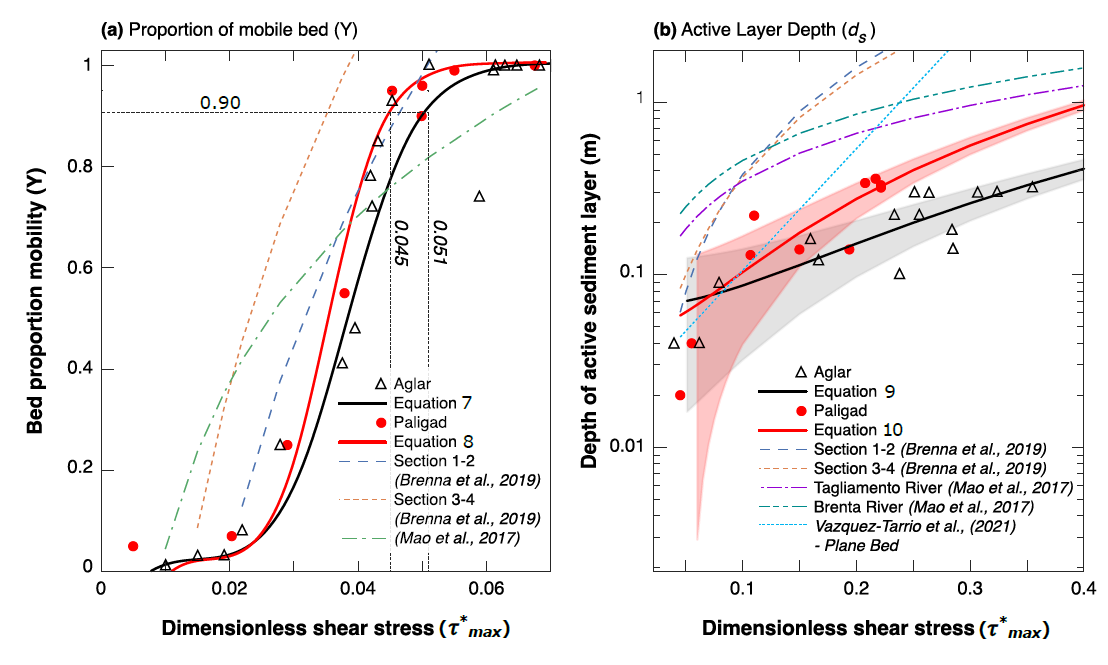 (a) Proportion of mobile bed (Y)
Bed proportion mobility (Y)
1
0.8
0.6
0.4
0.2
0
0.90
0.045
0.051
Aglar
Equation 7
Paligad
Equation 8
Section 1-2
(Brenna et al., 2019)
Section 3-4
(Brenna et al., 2019)
(Mao et al., 2017)
0
0.02
0.04
0.06
Dimensionless shear stress (τ*max)
(b) Active Layer Depth (ds)
Depth of active sediment layer (m)
1
0.1
0.01
Aglar
Equation 9
Paligad
Equation 10
Section 1-2 (Brenna et al., 2019)
Section 3-4 (Brenna et al., 2019)
Tagliamento River (Mao et al., 2017)
Brenta River (Mao et al., 2017)
Vazquez-Tarrio et al., (2021)
- Plane Bed
0.1
0.2
0.3
0.4
Dimensionless shear stress (τ*max)